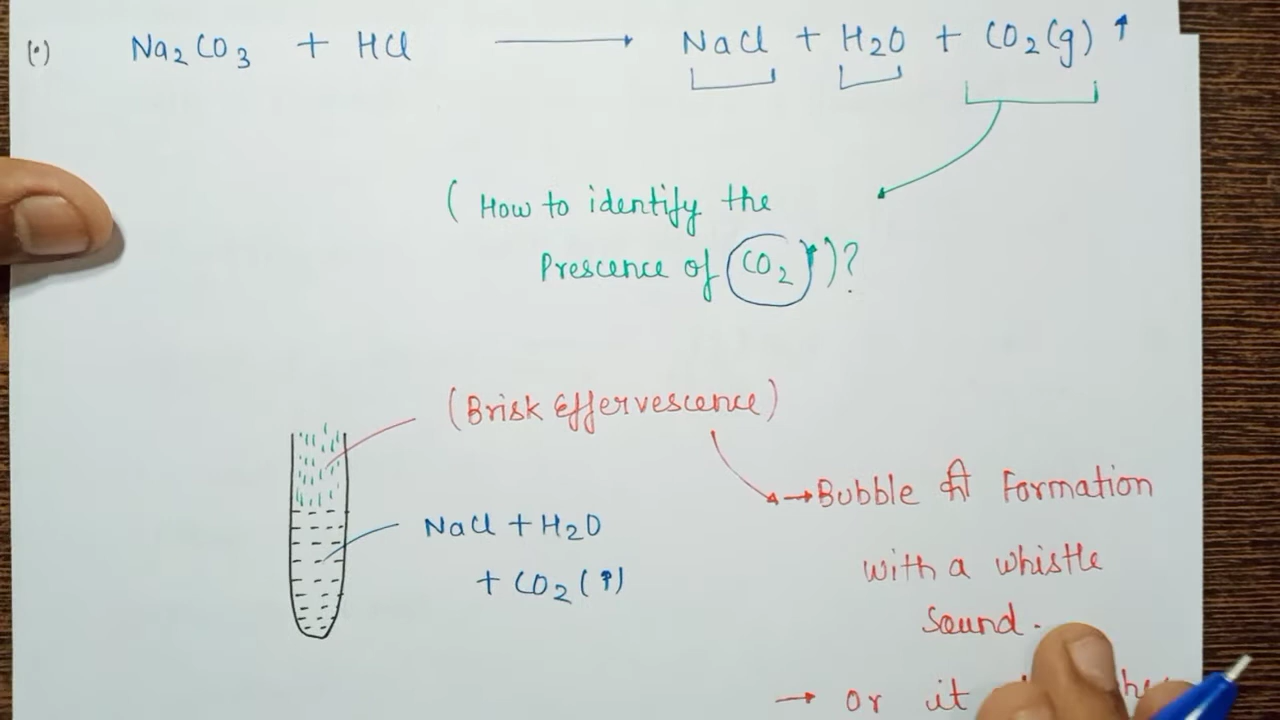 (•) Na₂CO₃ + HCl → NaCl + H₂O + CO₂(g) ↑
( How to identify the
Prescence of CO₂ ↑)?
(Brisk Effervescence)
→ Bubble की Formation
with a whistle
Sound.
NaCl + H₂O
+ CO₂(↑)
→ or it